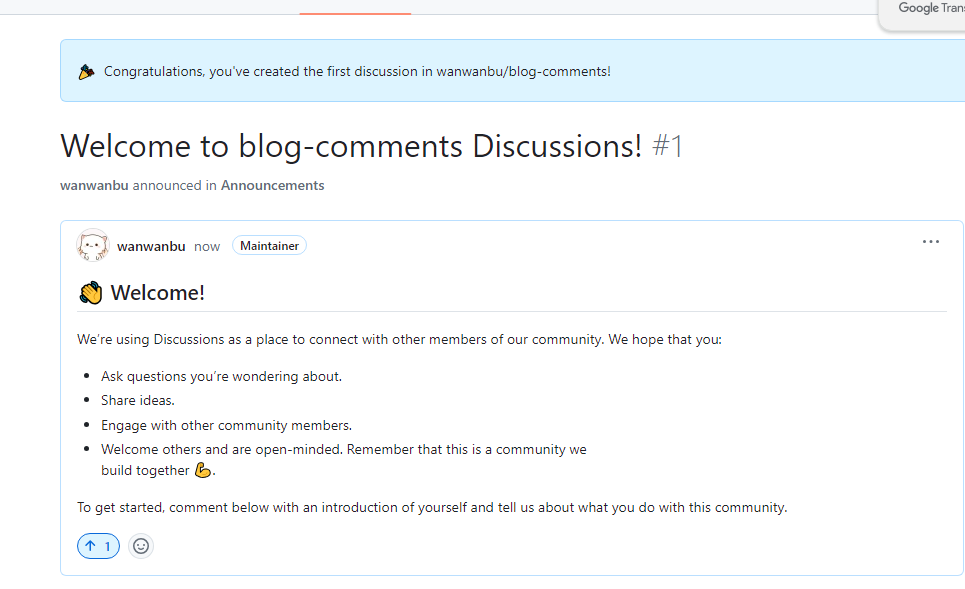 Google Trans
Congratulations, you've created the first discussion in wanwanbu/blog-comments!
Welcome to blog-comments Discussions! #1
wanwanbu announced in Announcements
wanwanbu now Maintainer
👋 Welcome!
We're using Discussions as a place to connect with other members of our community. We hope that you:
• Ask questions you're wondering about.
• Share ideas.
• Engage with other community members.
• Welcome others and are open-minded. Remember that this is a community we
build together 💪.
To get started, comment below with an introduction of yourself and tell us about what you do with this community.
↑ 1